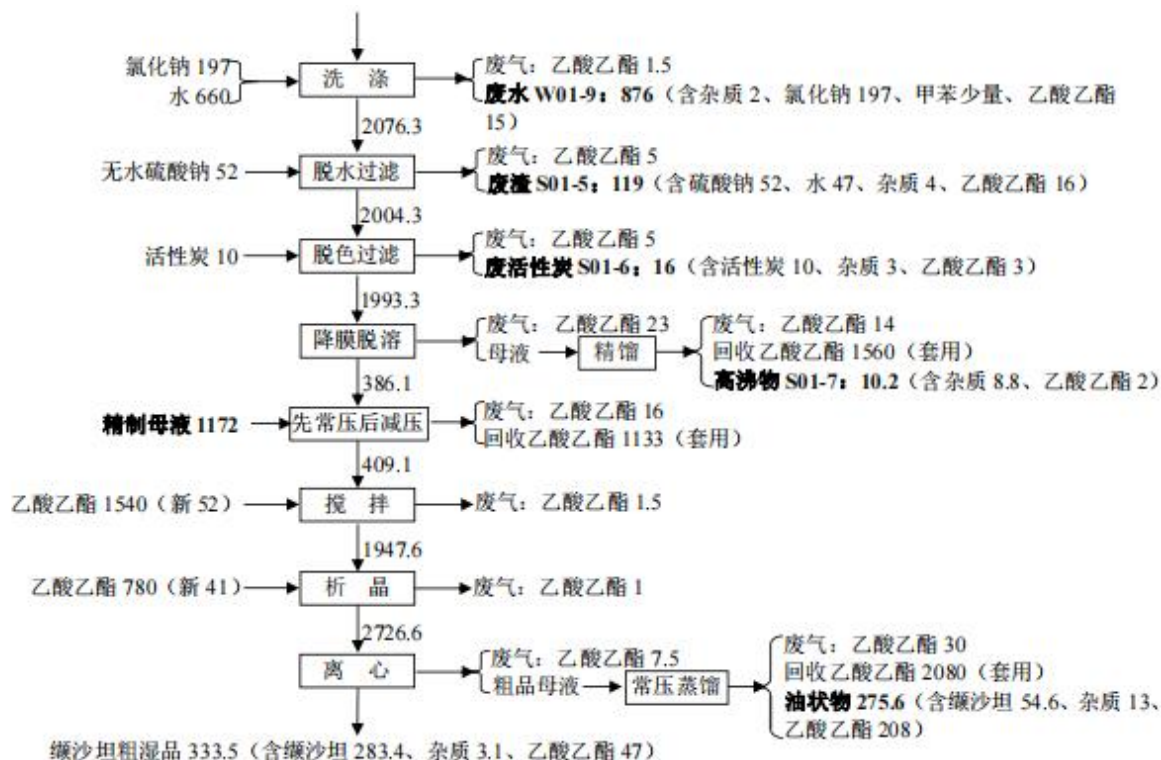 氯化钠 197
水 660
洗 涤
废气：乙酸乙酯 1.5
废水 W01-9：876（含杂质 2、氯化钠 197、甲苯少量、乙酸乙酯
15）
2076.3
无水硫酸钠 52
脱水过滤
废气：乙酸乙酯 5
废渣 S01-5：119（含硫酸钠 52、水 47、杂质 4、乙酸乙酯 16）
2004.3
活性炭 10
脱色过滤
废气：乙酸乙酯 5
废活性炭 S01-6：16（含活性炭 10、杂质 3、乙酸乙酯 3）
1993.3
降膜脱溶
废气：乙酸乙酯 23
母液
精馏
废气：乙酸乙酯 14
回收乙酸乙酯 1560（套用）
高沸物 S01-7：10.2（含杂质 8.8、乙酸乙酯 2）
386.1
精制母液 1172
先常压后减压
废气：乙酸乙酯 16
回收乙酸乙酯 1133（套用）
409.1
乙酸乙酯 1540（新 52）
搅 拌
废气：乙酸乙酯 1.5
1947.6
乙酸乙酯 780（新 41）
析 晶
废气：乙酸乙酯 1
2726.6
离 心
废气：乙酸乙酯 7.5
粗品母液
常压蒸馏
废气：乙酸乙酯 30
回收乙酸乙酯 2080（套用）
油状物 275.6（含缬沙坦 54.6、杂质 13、
乙酸乙酯 208）
缬沙坦粗湿品 333.5（含缬沙坦 283.4、杂质 3.1、乙酸乙酯 47）